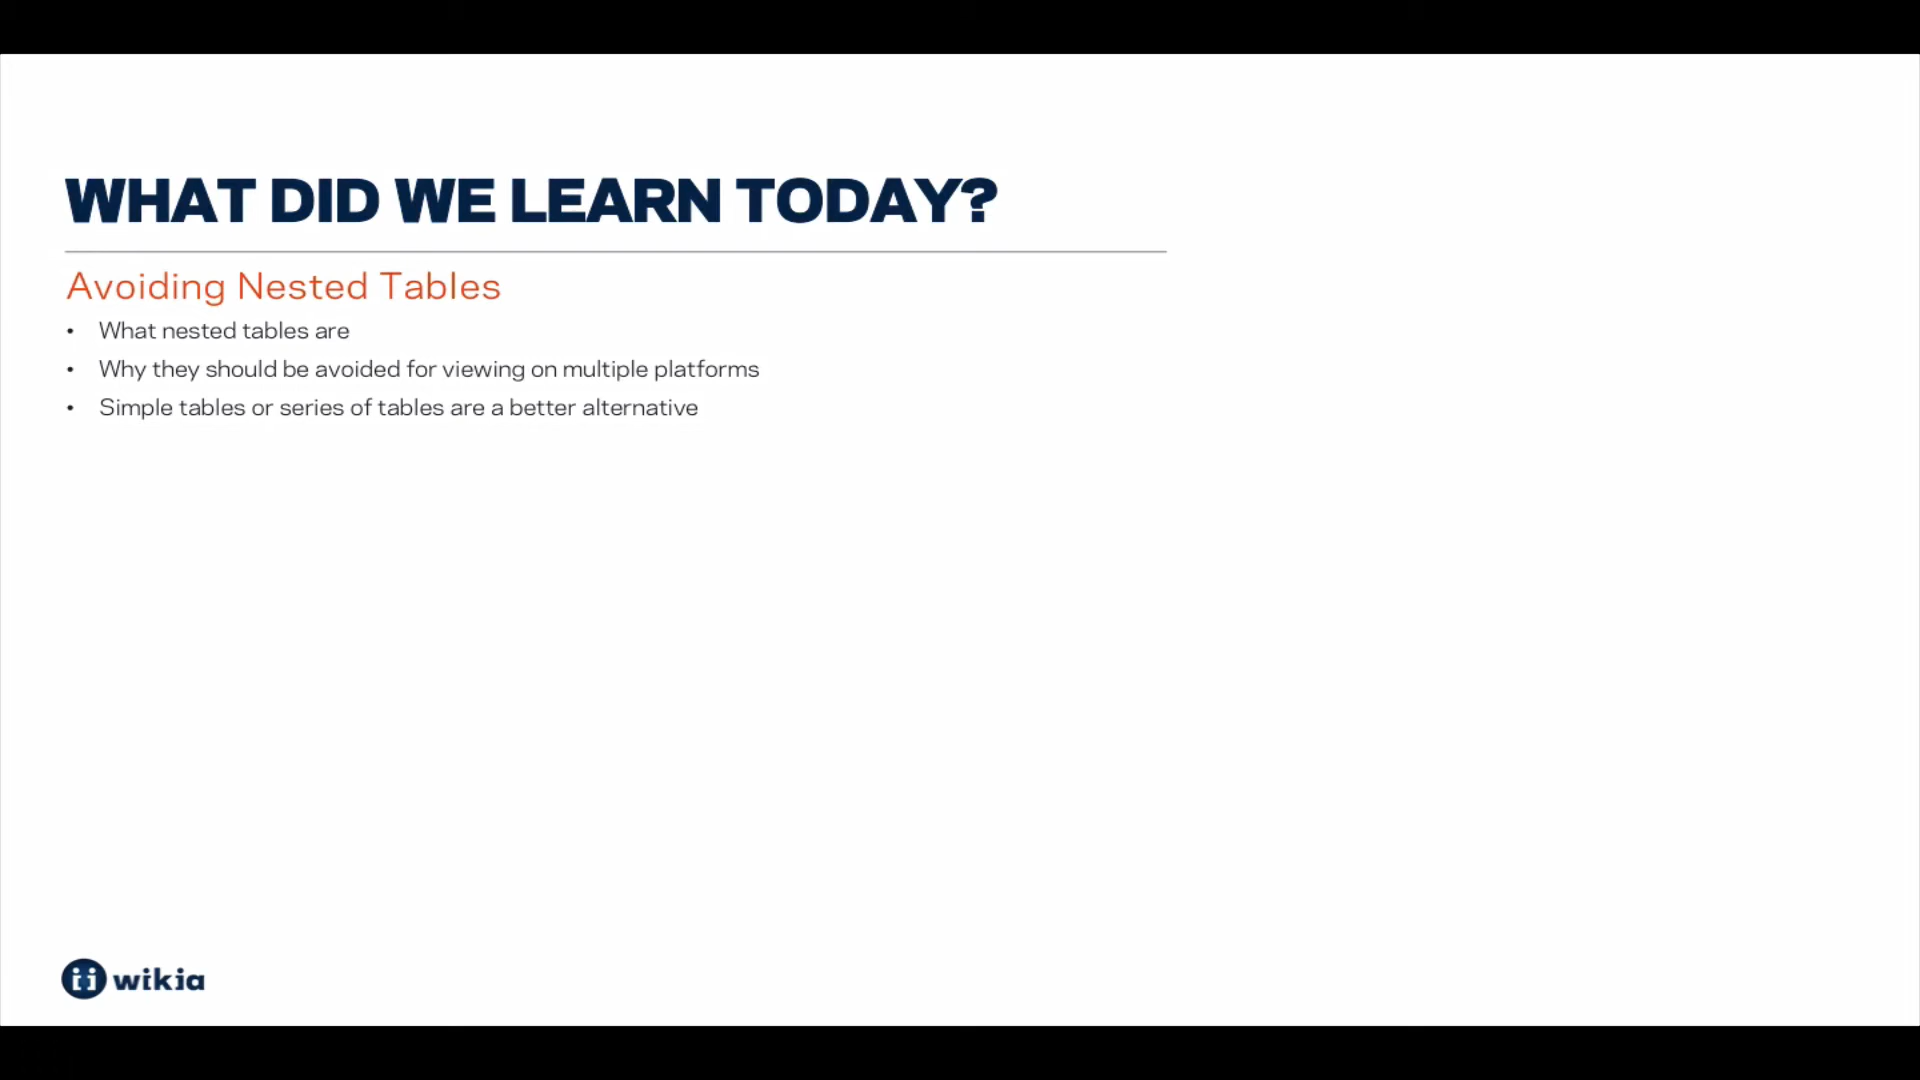 WHAT DID WE LEARN TODAY?
Avoiding Nested Tables
• What nested tables are
• Why they should be avoided for viewing on multiple platforms
• Simple tables or series of tables are a better alternative
wikia